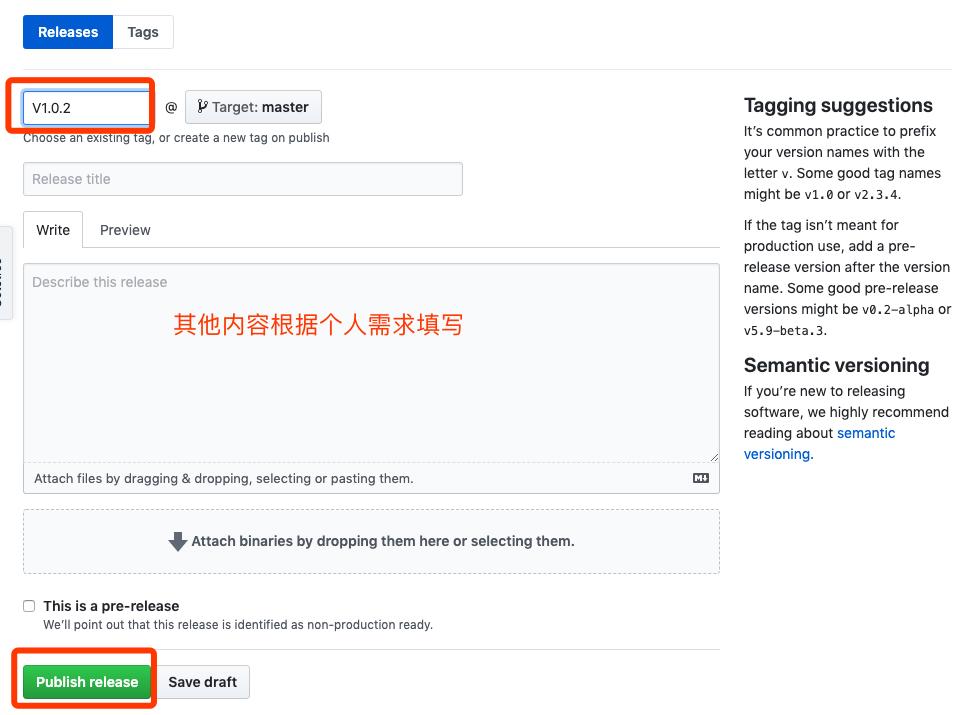 Releases Tags
V1.0.2 @ Target: master
Choose an existing tag, or create a new tag on publish
Release title
Write Preview
Describe this release
其他内容根据个人需求填写
Attach files by dragging & dropping, selecting or pasting them.
Attach binaries by dropping them here or selecting them.
This is a pre-release
We’ll point out that this release is identified as non-production ready.
Publish release Save draft
Tagging suggestions
It’s common practice to prefix
your version names with the
letter v. Some good tag names
might be v1.0 or v2.3.4.
If the tag isn’t meant for
production use, add a pre-
release version after the version
name. Some good pre-release
versions might be v0.2-alpha or
v5.9-beta.3.
Semantic versioning
If you’re new to releasing
software, we highly recommend
reading about semantic
versioning.